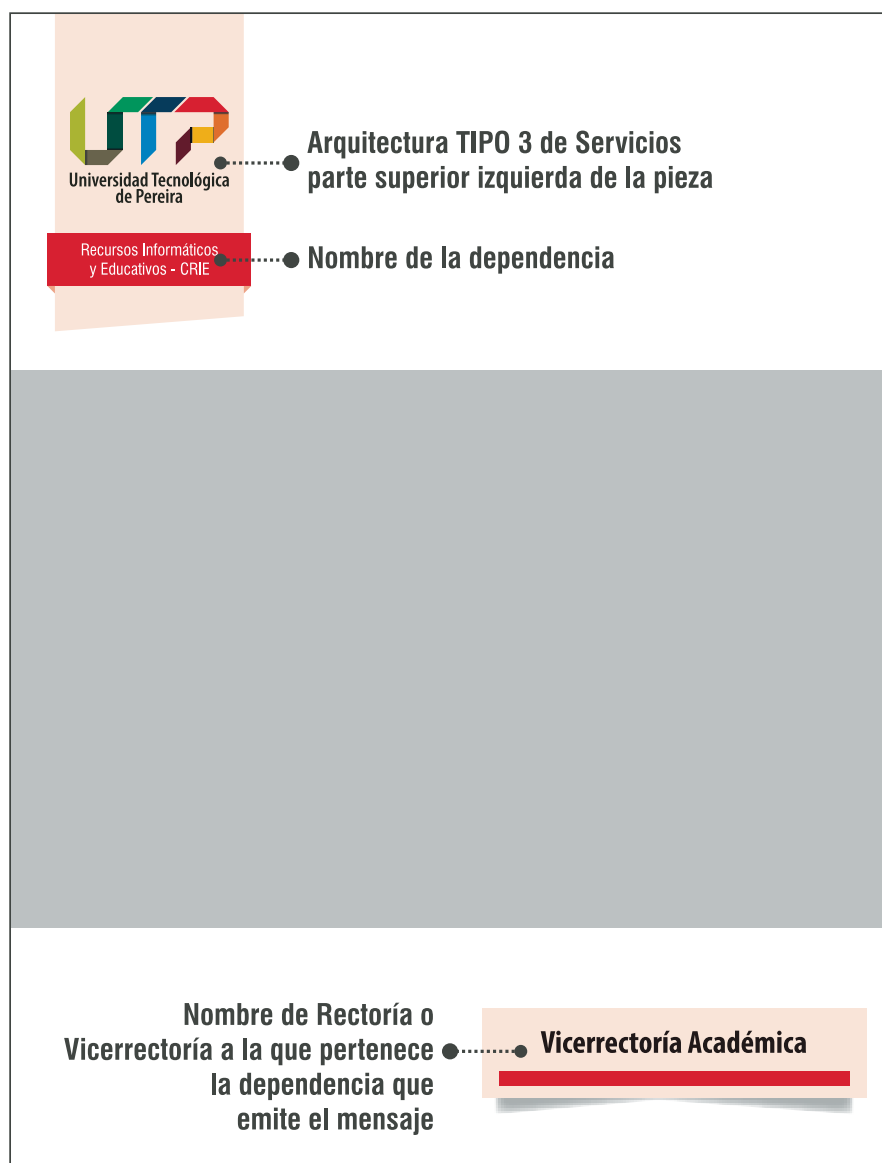 UTP
Universidad Tecnológica
de Pereira
Arquitectura TIPO 3 de Servicios
parte superior izquierda de la pieza
Recursos Informáticos
y Educativos - CRIE
Nombre de la dependencia
Nombre de Rectoría o
Vicerrectoría a la que pertenece
la dependencia que
emite el mensaje
Vicerrectoría Académica